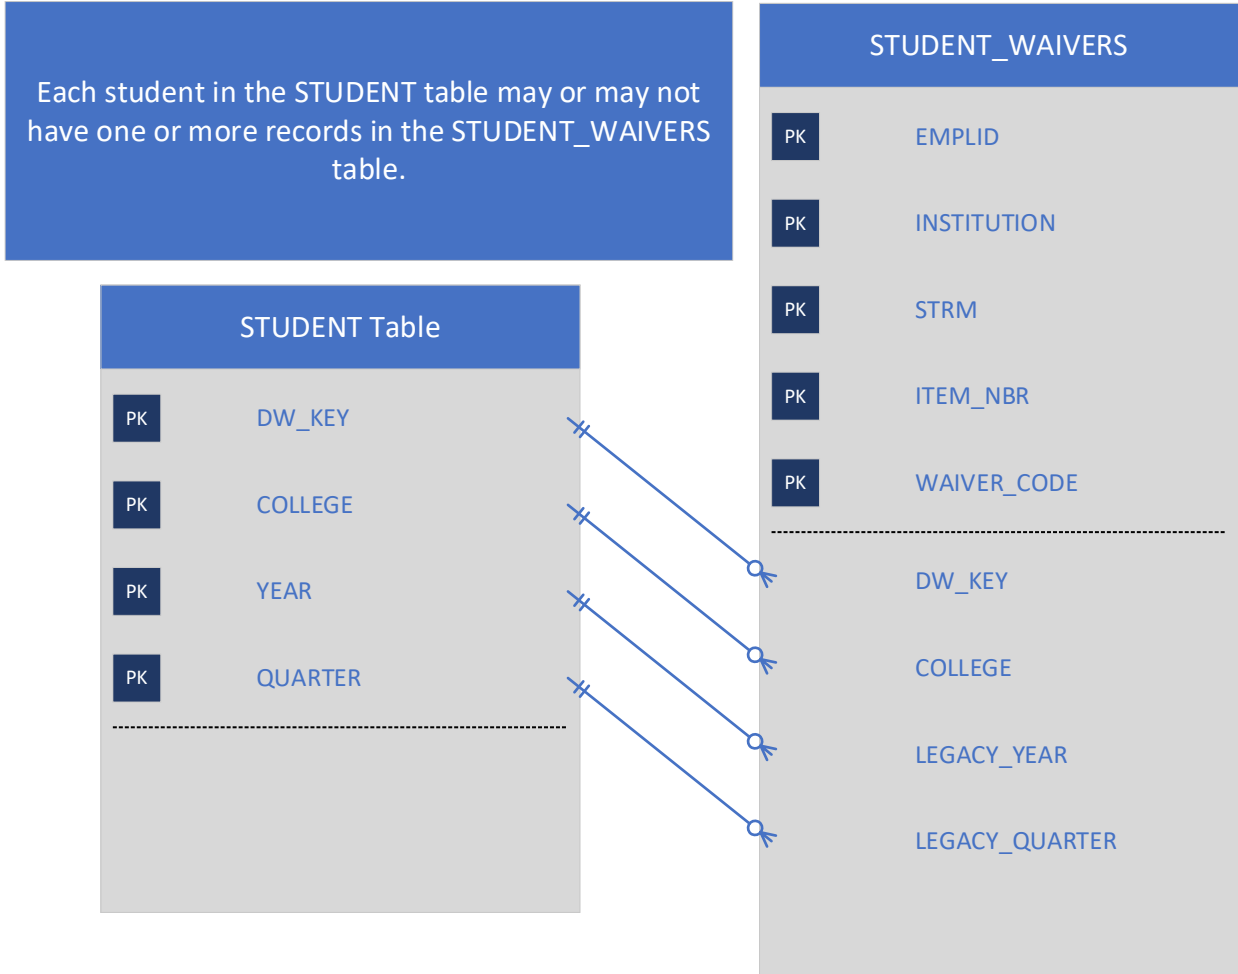 Each student in the STUDENT table may or may not
have one or more records in the STUDENT_WAIVERS
table.
STUDENT Table
PK DW_KEY
PK COLLEGE
PK YEAR
PK QUARTER
STUDENT_WAIVERS
PK EMPLID
PK INSTITUTION
PK STRM
PK ITEM_NBR
PK WAIVER_CODE
DW_KEY
COLLEGE
LEGACY_YEAR
LEGACY_QUARTER